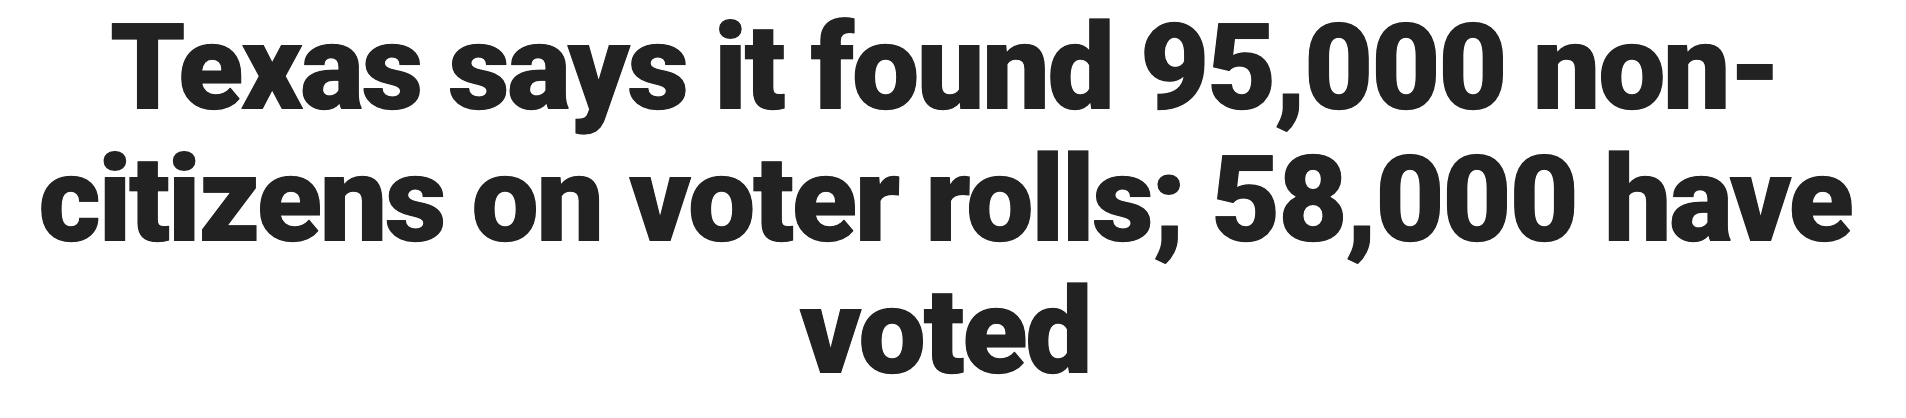 Texas says it found 95,000 non-
citizens on voter rolls; 58,000 have
voted